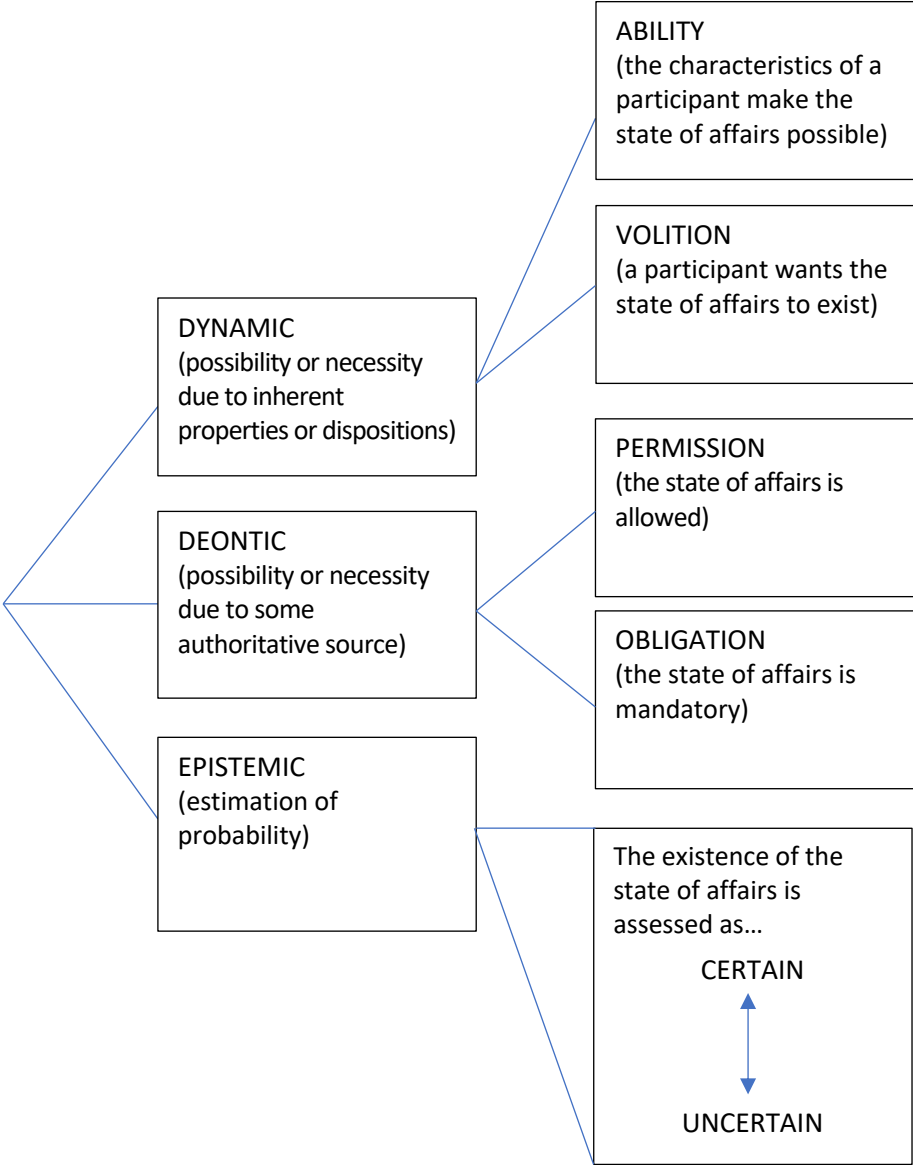 ABILITY
(the characteristics of a
participant make the
state of affairs possible)
VOLITION
(a participant wants the
state of affairs to exist)
DYNAMIC
(possibility or necessity
due to inherent
properties or dispositions)
PERMISSION
(the state of affairs is
allowed)
DEONTIC
(possibility or necessity
due to some
authoritative source)
OBLIGATION
(the state of affairs is
mandatory)
EPISTEMIC
(estimation of
probability)
The existence of the
state of affairs is
assessed as…
CERTAIN
UNCERTAIN